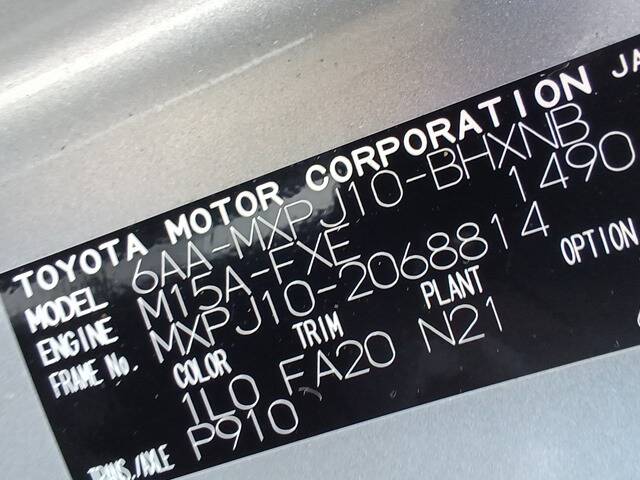 TOYOTA MOTOR CORPORATION JA
MODEL 6AA-MXPJ10-BHXNB
ENGINE M15A-FXE 1490
FRAME No. MXPJ10-2068814
COLOR TRIM PLANT OPTION
1L0 FA20 N21
TRANS./AXLE P910